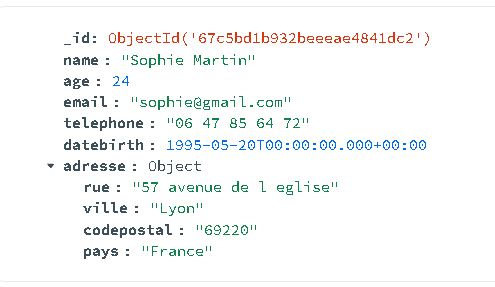 _id: ObjectId('67c5bd1b932beeeae4841dc2')
name : "Sophie Martin"
age : 24
email : "sophie@gmail.com"
telephone : "06 47 85 64 72"
datebirth : 1995-05-20T00:00:00.000+00:00
adresse : Object
rue : "57 avenue de l eglise"
ville : "Lyon"
codepostal : "69220"
pays : "France"